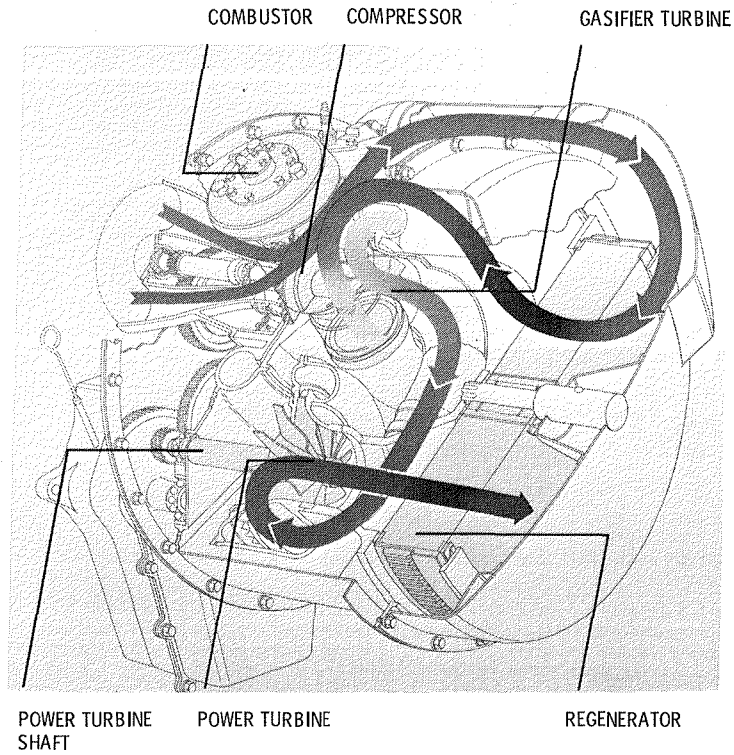 COMBUSTOR
COMPRESSOR
GASIFIER TURBINE
POWER TURBINE
SHAFT
POWER TURBINE
REGENERATOR